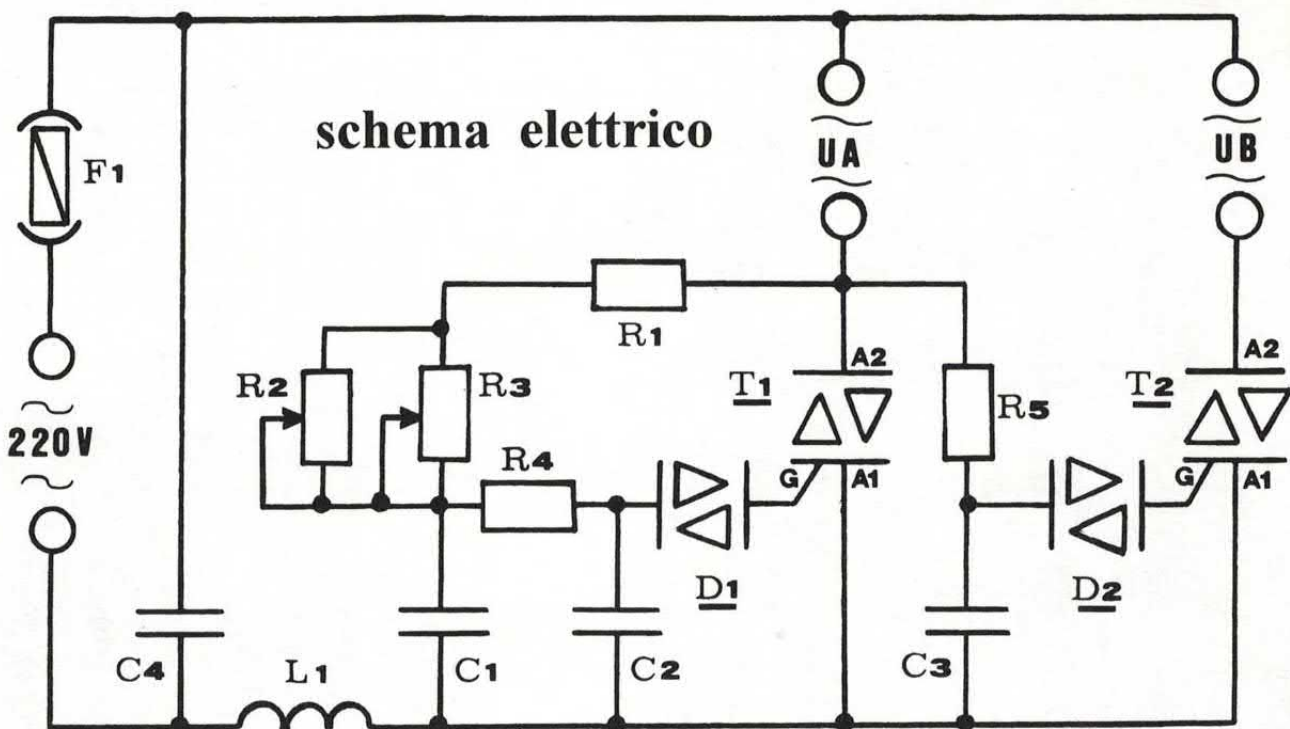 schema elettrico
F1
UA
UB
R1
R2
R3
T1
A2
R5
T2
A2
220V
R4
G
A1
G
A1
D1
D2
C4
L1
C1
C2
C3